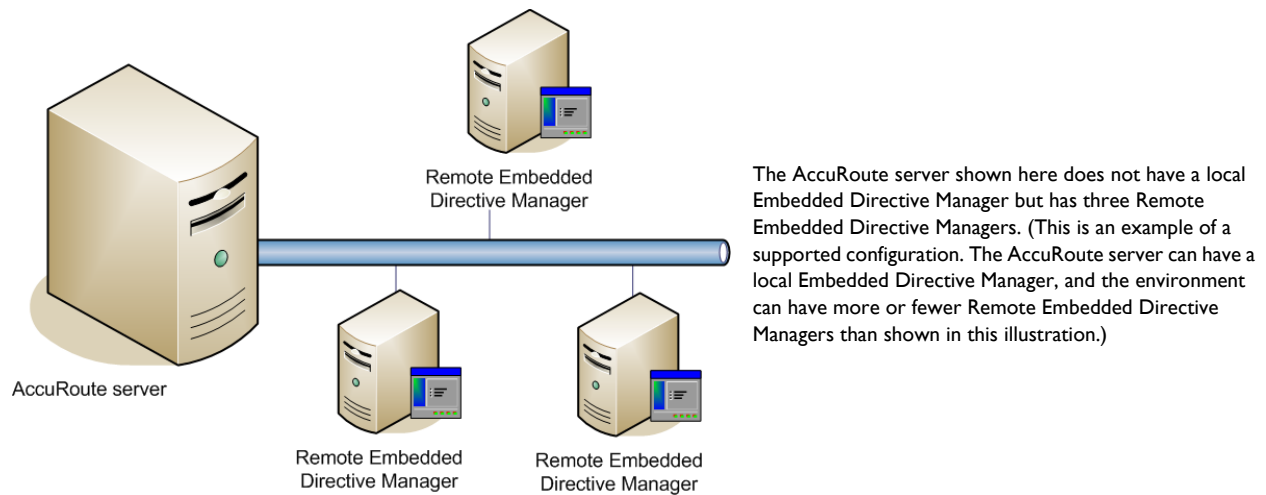 Remote Embedded
Directive Manager
The AccuRoute server shown here does not have a local
Embedded Directive Manager but has three Remote
Embedded Directive Managers. (This is an example of a
supported configuration. The AccuRoute server can have a
local Embedded Directive Manager, and the environment
can have more or fewer Remote Embedded Directive
Managers than shown in this illustration.)
AccuRoute server
Remote Embedded
Directive Manager
Remote Embedded
Directive Manager